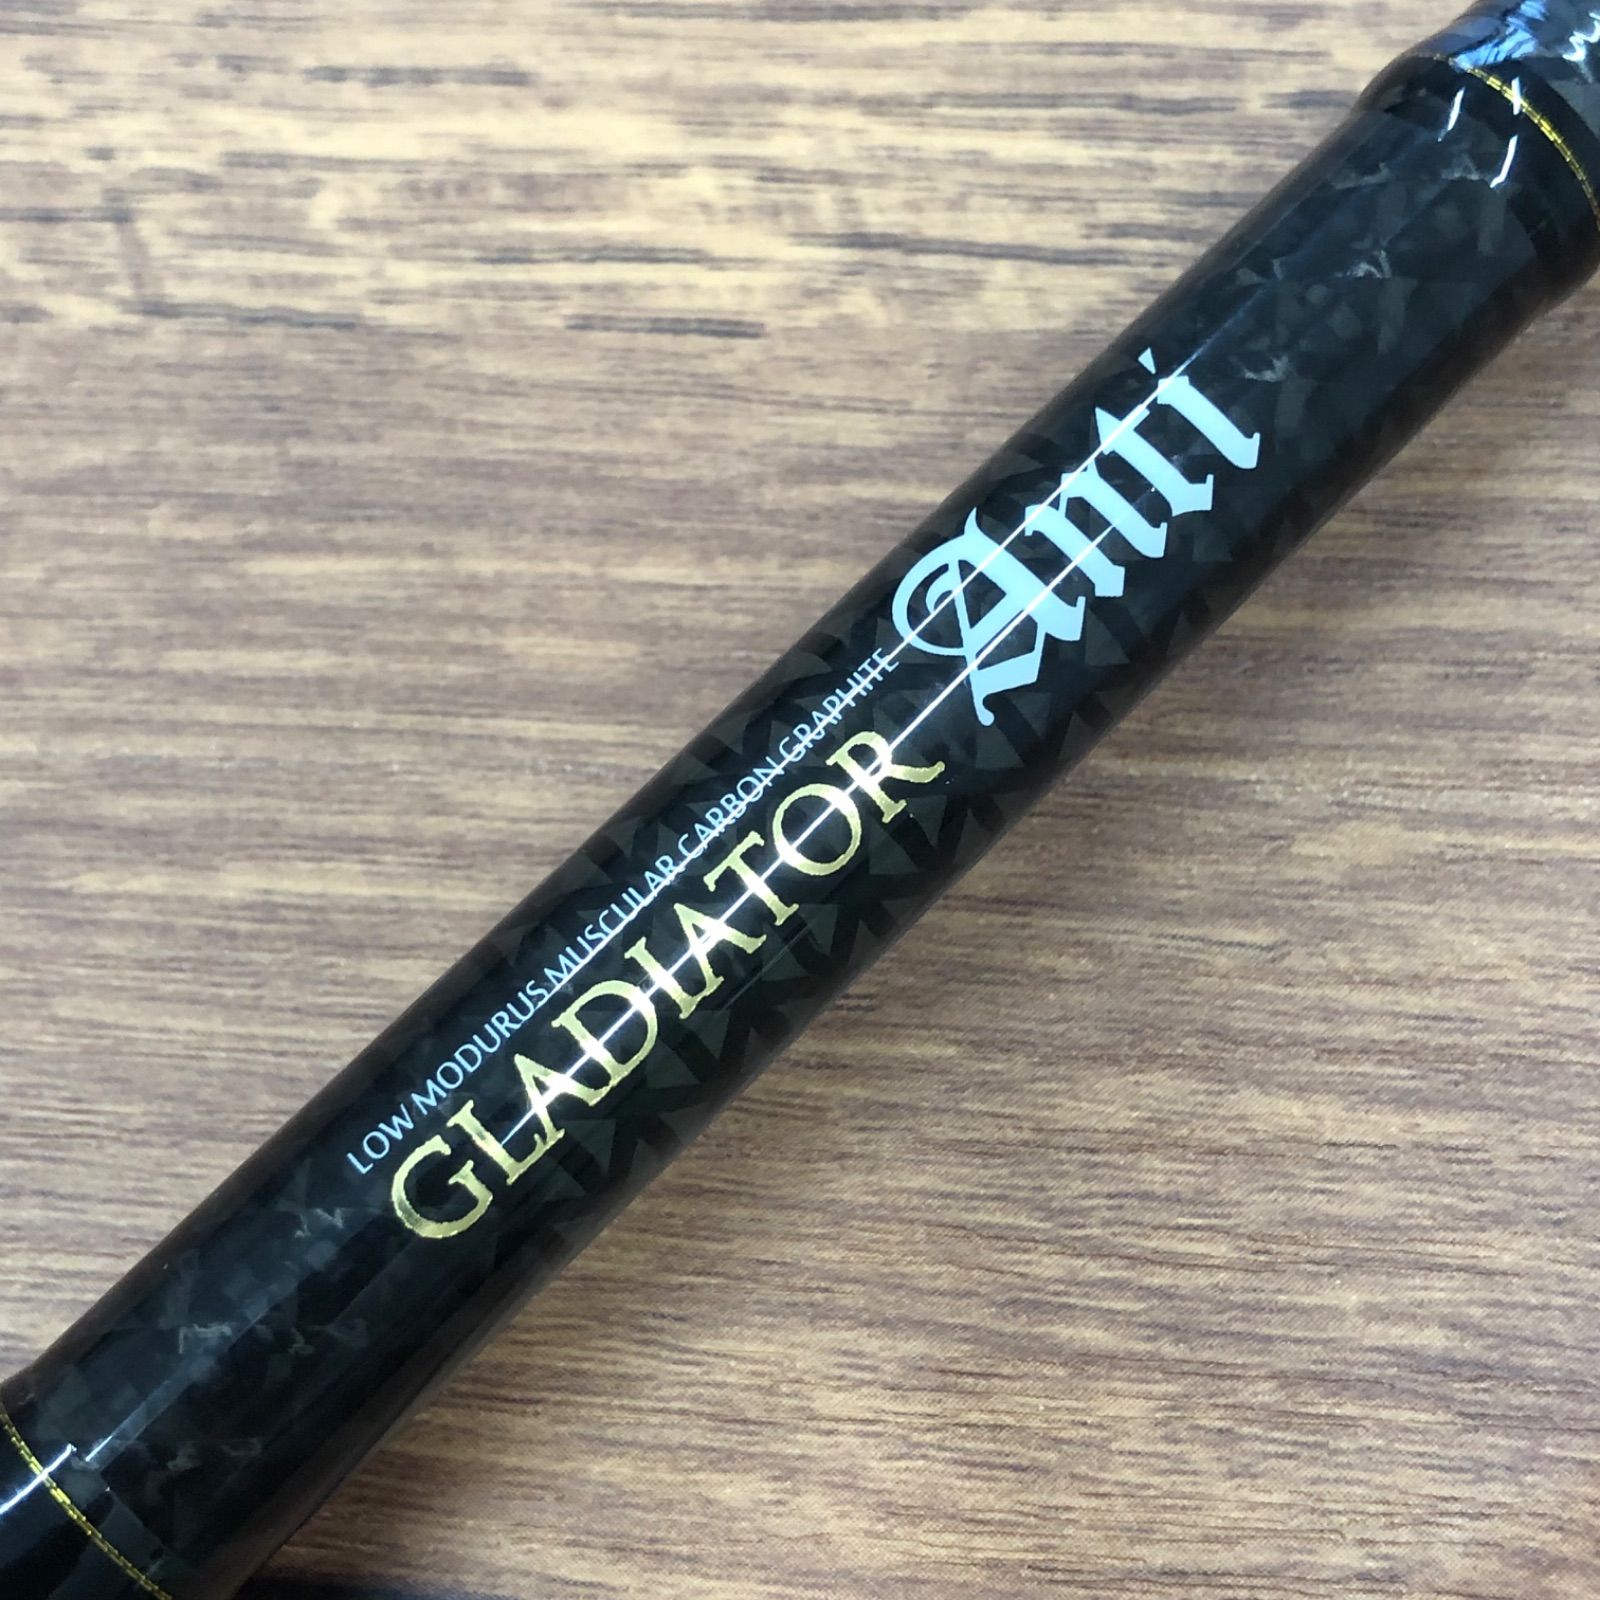 LOW MODURUS MUSCULAR CARBON GRAPHITE
GLADIATOR Anti